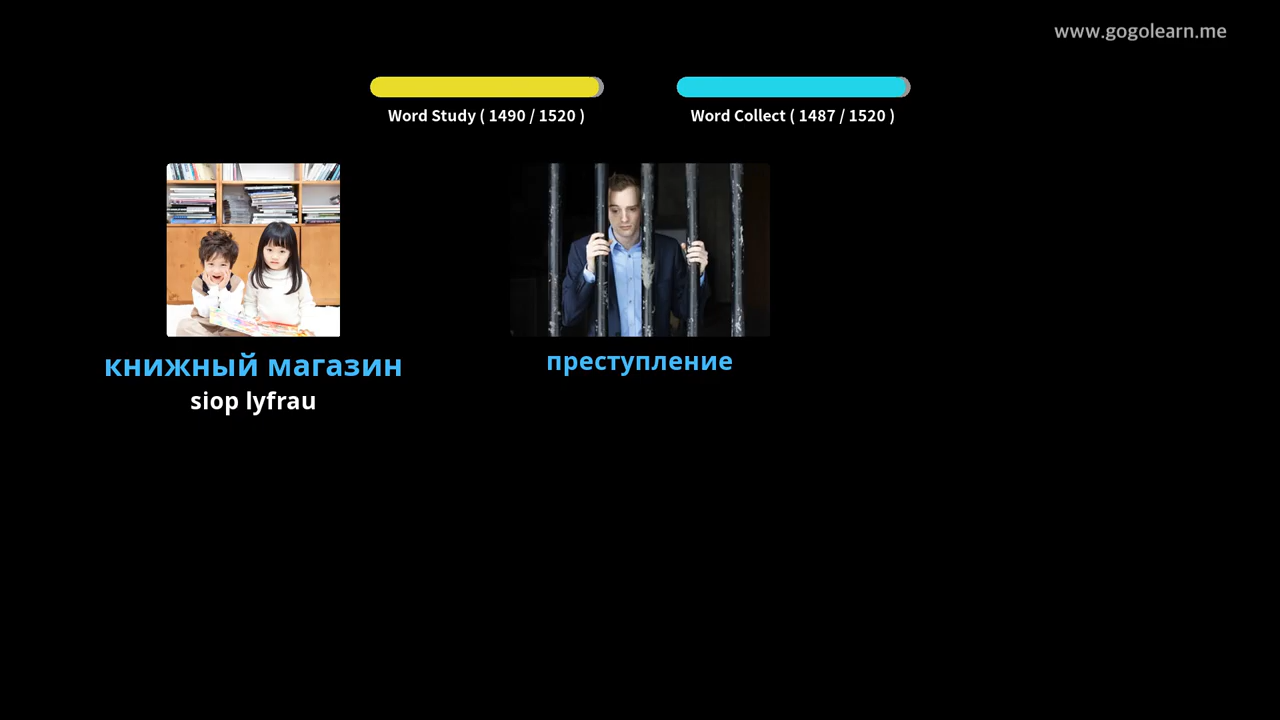 www.gogolearn.me
Word Study ( 1490 / 1520 )
Word Collect ( 1487 / 1520 )
книжный магазин
siop lyfrau
преступление